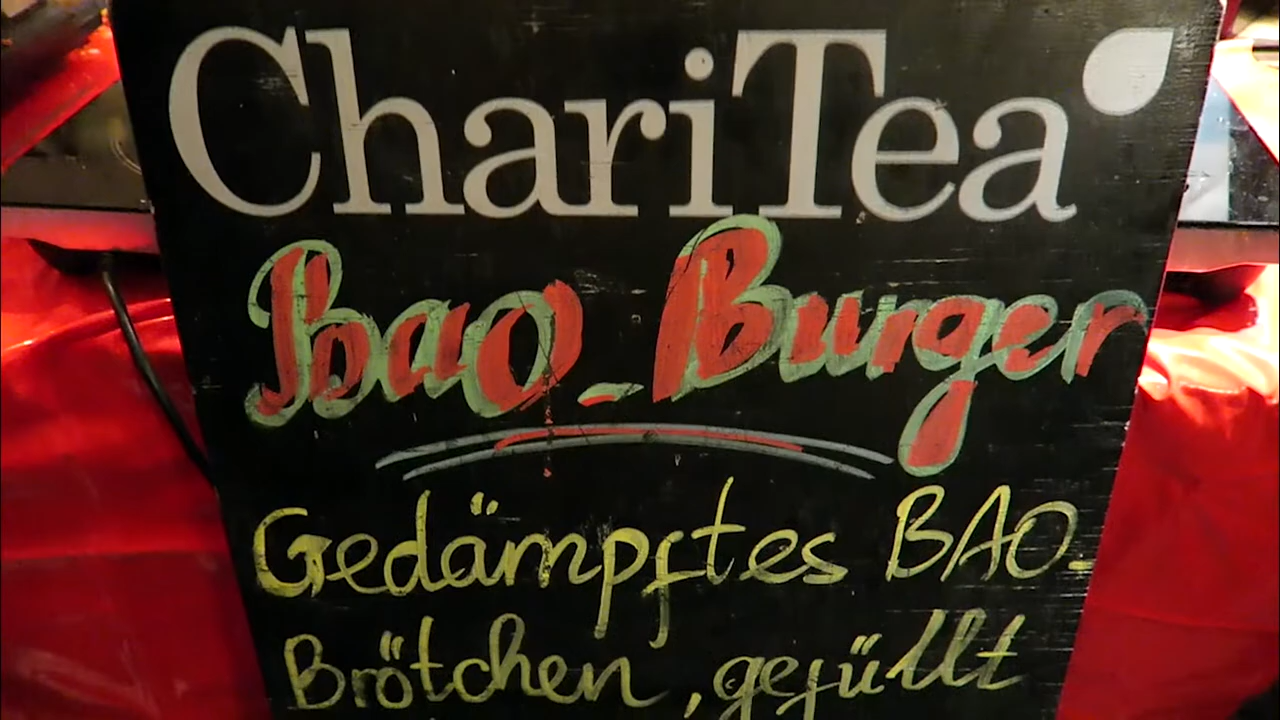 ChariTea
Bao-Burger
Gedämpftes BAO-
Brötchen, gefüllt